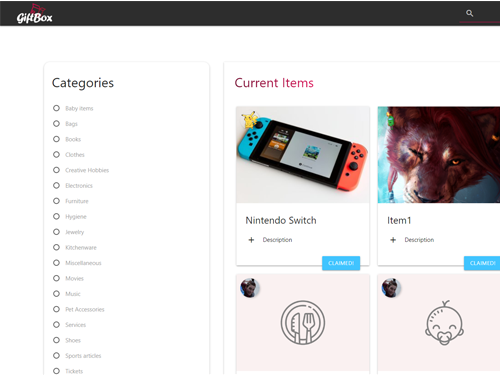 GiftBox
Categories
Baby items
Bags
Books
Clothes
Creative Hobbies
Electronics
Furniture
Hygiene
Jewelry
Kitchenware
Miscellaneous
Movies
Music
Pet Accessories
Services
Shoes
Sports articles
Tickets
Current Items
Nintendo Switch
Description
CLAIMED!
Item1
Description
CLAIMED!